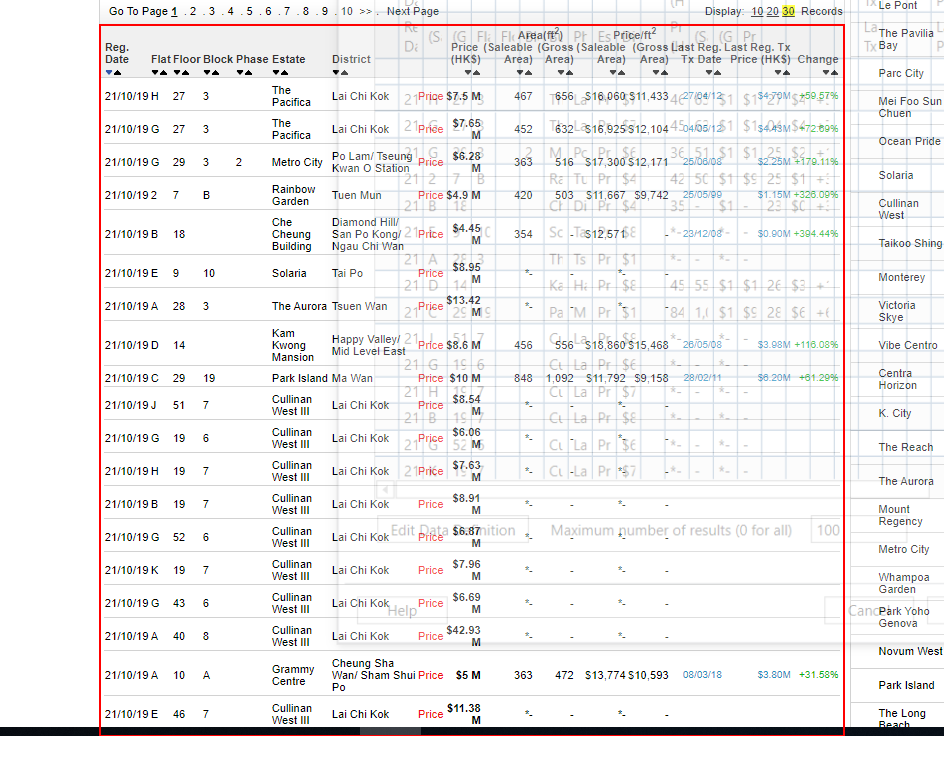 Go To Page 1 . 2 . 3 . 4 . 5 . 6 . 7 . 8 . 9 . 10 >> . Next Page Display: 10 20 30 Records
Area(ft²) Price/ft²
Reg. Date Flat Floor Block Phase Estate District Price (HK$) (Saleable Area) (Gross Area) (Saleable Area) (Gross Area) Last Reg. Tx Date Last Reg. Tx Price (HK$) Change
21/10/19 H 27 3 The Pacifica Lai Chi Kok Price $7.5 M 467 656 $16,060 $11,433 27/04/12 $4.70M +59.57%
21/10/19 G 27 3 The Pacifica Lai Chi Kok Price $7.65 M 452 632 $16,925 $12,104 04/05/12 $4.43M +72.69%
21/10/19 G 29 3 2 Metro City Po Lam/ Tseung Kwan O Station Price $6.28 M 363 516 $17,300 $12,171 25/06/08 $2.25M +179.11%
21/10/19 2 7 B Rainbow Garden Tuen Mun Price $4.9 M 420 503 $11,667 $9,742 25/05/99 $1.15M +326.09%
21/10/19 B 18 Che Cheung Building Diamond Hill/ San Po Kong/ Ngau Chi Wan Price $4.45 M 354 - $12,571 - 23/12/08 $0.90M +394.44%
21/10/19 E 9 10 Solaria Tai Po Price $8.95 M *- - *- -
21/10/19 A 28 3 The Aurora Tsuen Wan Price $13.42 M *- - *- -
21/10/19 D 14 Kam Kwong Mansion Happy Valley/ Mid Level East Price $8.6 M 456 556 $18,860 $15,468 26/05/08 $3.98M +116.08%
21/10/19 C 29 19 Park Island Ma Wan Price $10 M 848 1,092 $11,792 $9,158 28/02/11 $6.20M +61.29%
21/10/19 J 51 7 Cullinan West III Lai Chi Kok Price $8.54 M *- - *- -
21/10/19 G 19 6 Cullinan West III Lai Chi Kok Price $6.06 M *- - *- -
21/10/19 H 19 7 Cullinan West III Lai Chi Kok Price $7.63 M *- - *- -
21/10/19 B 19 7 Cullinan West III Lai Chi Kok Price $8.91 M *- - *- -
21/10/19 G 52 6 Cullinan West III Lai Chi Kok Price $6.87 M *- - *- -
21/10/19 K 19 7 Cullinan West III Lai Chi Kok Price $7.96 M *- - *- -
21/10/19 G 43 6 Cullinan West III Lai Chi Kok Price $6.69 M *- - *- -
21/10/19 A 40 8 Cullinan West III Lai Chi Kok Price $42.93 M *- - *- -
21/10/19 A 10 A Grammy Centre Cheung Sha Wan/ Sham Shui Po Price $5 M 363 472 $13,774 $10,593 08/03/18 $3.80M +31.58%
21/10/19 E 46 7 Cullinan West III Lai Chi Kok Price $11.38 M *- - *- -
Edit Data Definition Maximum number of results (0 for all) 100
Help Cancel
Le Pont
The Pavilia Bay
Parc City
Mei Foo Sun Chuen
Ocean Pride
Solaria
Cullinan West
Taikoo Shing
Monterey
Victoria Skye
Vibe Centro
Centra Horizon
K. City
The Reach
The Aurora
Mount Regency
Metro City
Whampoa Garden
Park Yoho Genova
Novum West
Park Island
The Long Beach